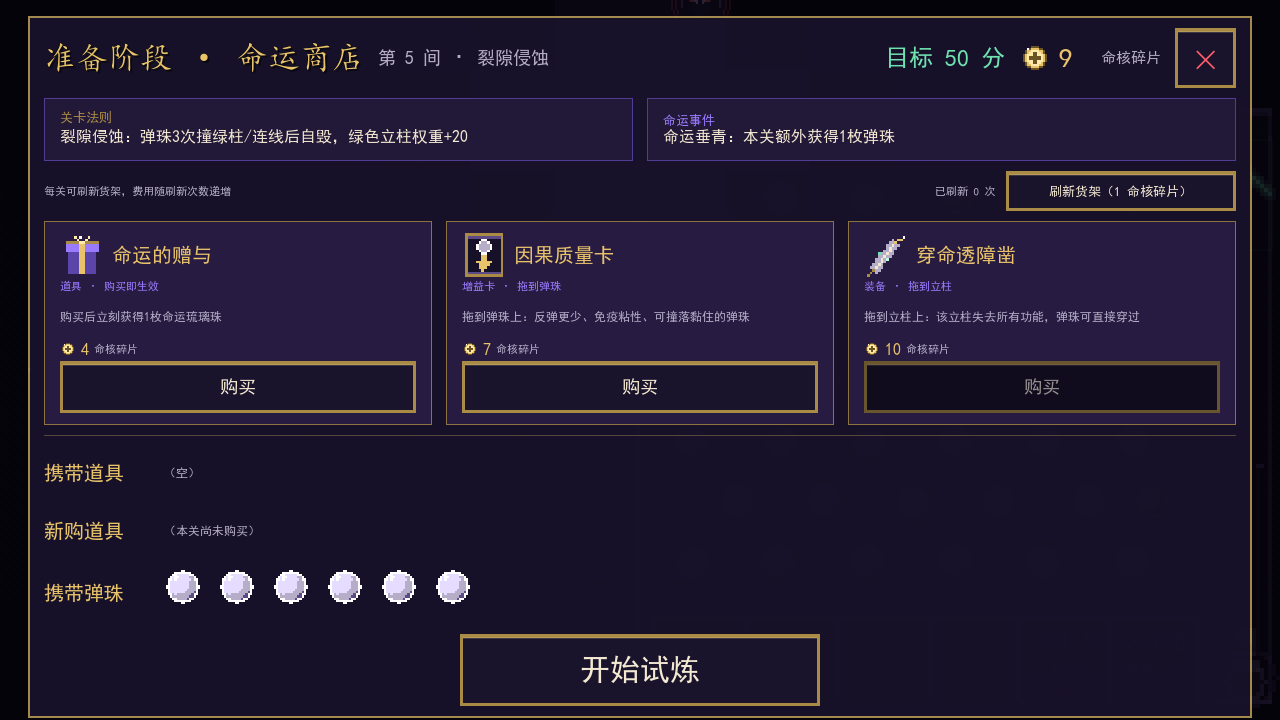 准备阶段 • 命运商店 第 5 间 · 裂隙侵蚀 目标 50 分 9 命核碎片
关卡法则
裂隙侵蚀: 弹珠3次撞绿柱/连线后自毁, 绿色立柱权重+20
命运事件
命运垂青: 本关额外获得1枚弹珠
每关可刷新货架, 费用随刷新次数递增
已刷新 0 次
刷新货架（1 命核碎片）
命运的赠与
道具 · 购买即生效
购买后立刻获得1枚命运琉璃珠
4 命核碎片
购买
因果质量卡
增益卡 · 拖到弹珠
拖到弹珠上: 反弹更少、免疫粘性、可撞落黏住的弹珠
7 命核碎片
购买
穿命透障凿
装备 · 拖到立柱
拖到立柱上: 该立柱失去所有功能, 弹珠可直接穿过
10 命核碎片
购买
携带道具 （空）
新购道具 （本关尚未购买）
携带弹珠
开始试炼